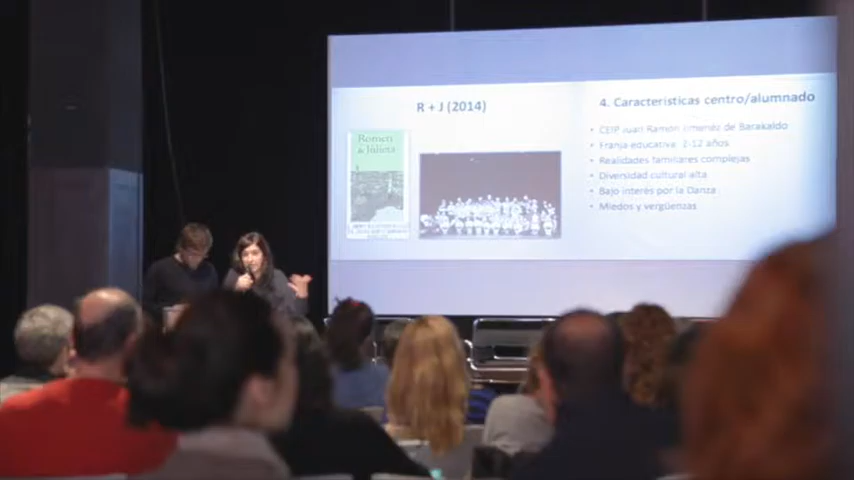 R + J (2014)
Romeo
& Julieta
4. Características centro/alumnado
• CEIP Juan Ramón Jimenéz de Barakaldo
• Franja educativa 2-12 años
• Realidades familiares complejas
• Diversidad cultural alta
• Bajo interés por la Danza
• Miedos y vergüenzas